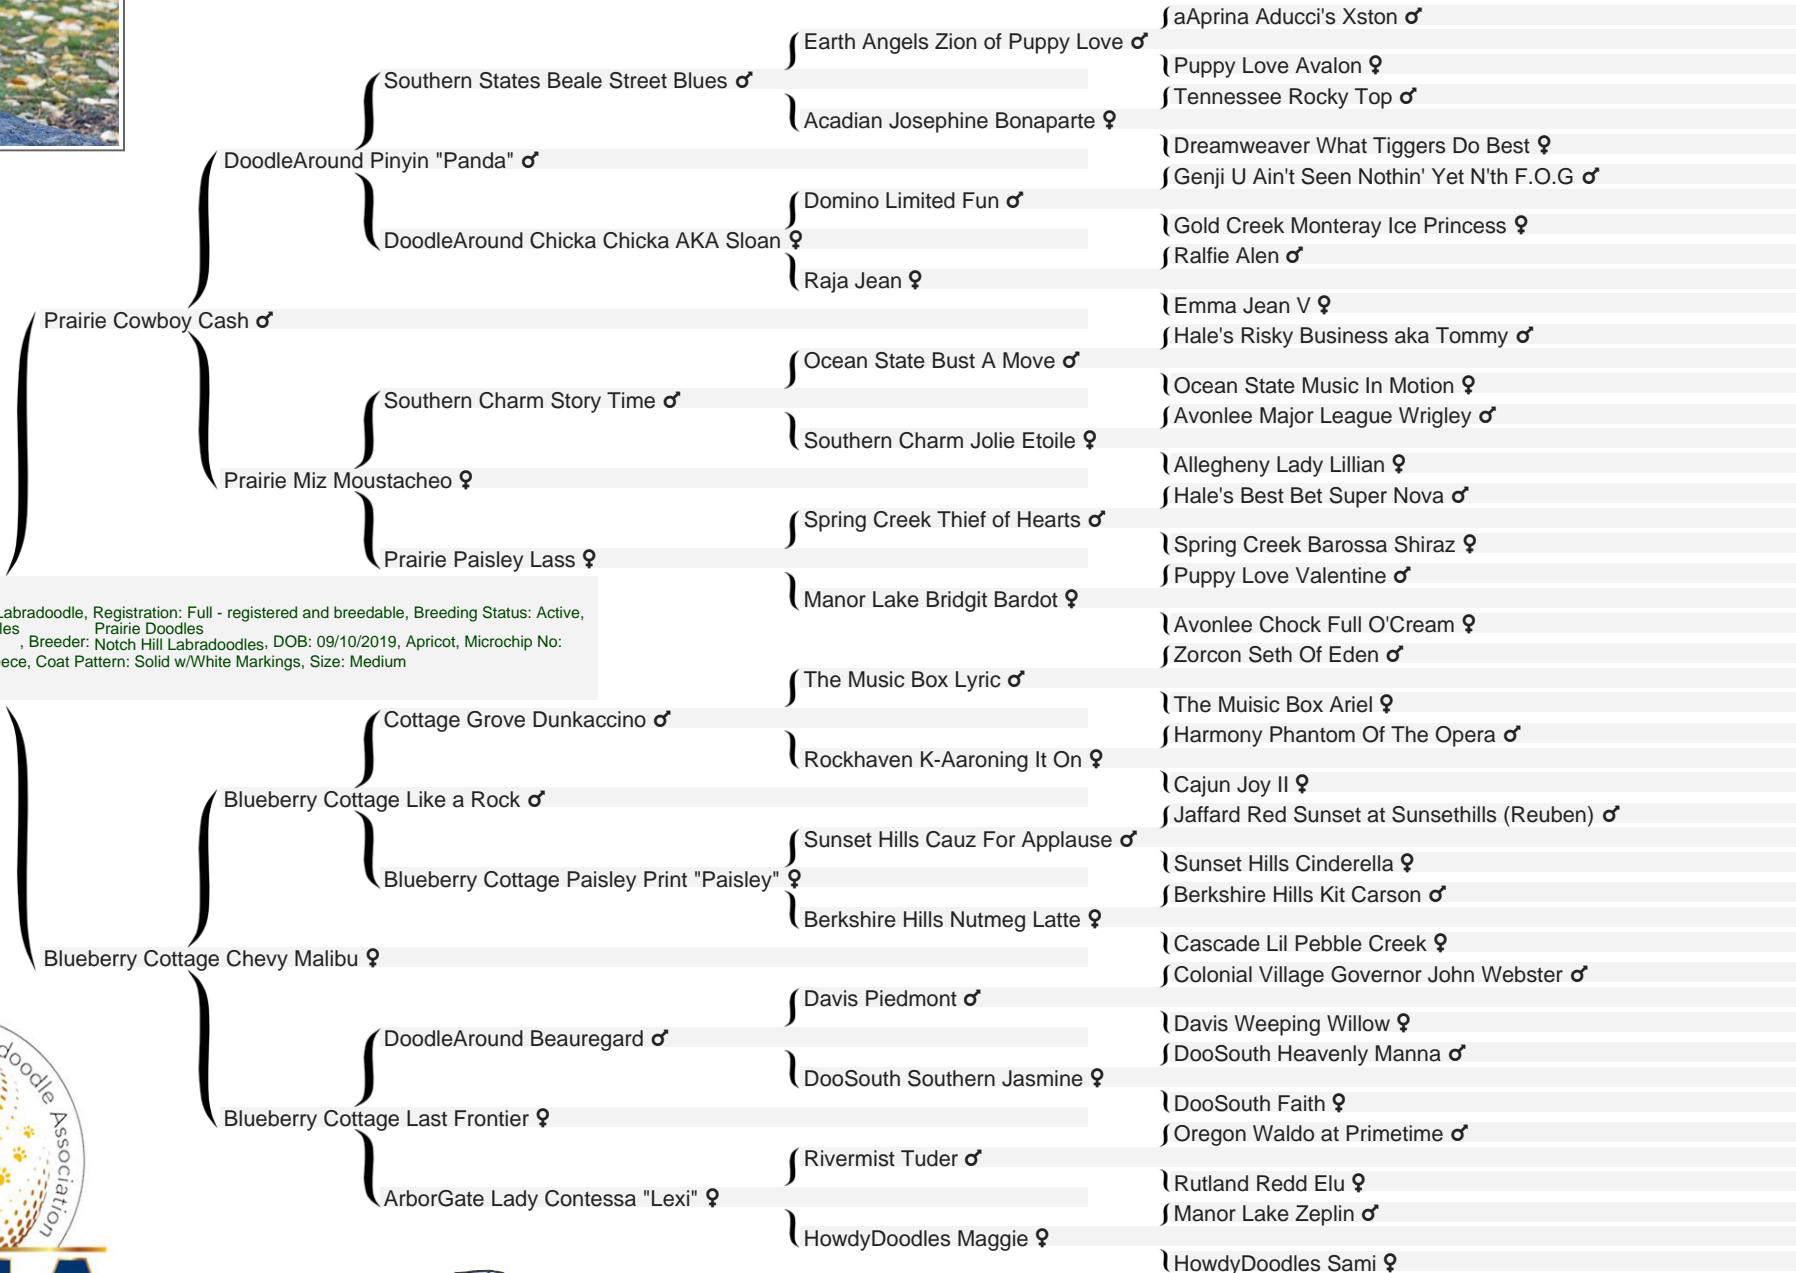 aAprina Aducci's Xston ♂
Earth Angels Zion of Puppy Love ♂
Puppy Love Avalon ♀
Southern States Beale Street Blues ♂
Tennessee Rocky Top ♂
Acadian Josephine Bonaparte ♀
Dreamweaver What Tiggers Do Best ♀
DoodleAround Pinyin "Panda" ♂
Genji U Ain't Seen Nothin' Yet N'th F.O.G ♂
Domino Limited Fun ♂
Gold Creek Monteray Ice Princess ♀
DoodleAround Chicka Chicka AKA Sloan ♀
Ralfie Alen ♂
Raja Jean ♀
Emma Jean V ♀
Prairie Cowboy Cash ♂
Hale's Risky Business aka Tommy ♂
Ocean State Bust A Move ♂
Ocean State Music In Motion ♀
Southern Charm Story Time ♂
Avonlee Major League Wrigley ♂
Southern Charm Jolie Etoile ♀
Allegheny Lady Lillian ♀
Prairie Miz Moustacheo ♀
Hale's Best Bet Super Nova ♂
Spring Creek Thief of Hearts ♂
Spring Creek Barossa Shiraz ♀
Prairie Paisley Lass ♀
Puppy Love Valentine ♂
Manor Lake Bridgit Bardot ♀
Avonlee Chock Full O'Cream ♀
Labradoodle, Registration: Full - registered and breedable, Breeding Status: Active,
les Prairie Doodles
, Breeder: Notch Hill Labradoodles, DOB: 09/10/2019, Apricot, Microchip No:
ece, Coat Pattern: Solid w/White Markings, Size: Medium
Zorcon Seth Of Eden ♂
The Music Box Lyric ♂
The Muisic Box Ariel ♀
Cottage Grove Dunkaccino ♂
Harmony Phantom Of The Opera ♂
Rockhaven K-Aaroning It On ♀
Cajun Joy II ♀
Blueberry Cottage Like a Rock ♂
Jaffard Red Sunset at Sunsethills (Reuben) ♂
Sunset Hills Cauz For Applause ♂
Sunset Hills Cinderella ♀
Blueberry Cottage Paisley Print "Paisley" ♀
Berkshire Hills Kit Carson ♂
Berkshire Hills Nutmeg Latte ♀
Cascade Lil Pebble Creek ♀
Blueberry Cottage Chevy Malibu ♀
Colonial Village Governor John Webster ♂
Davis Piedmont ♂
Davis Weeping Willow ♀
DoodleAround Beauregard ♂
DooSouth Heavenly Manna ♂
DooSouth Southern Jasmine ♀
DooSouth Faith ♀
Blueberry Cottage Last Frontier ♀
Oregon Waldo at Primetime ♂
Rivermist Tuder ♂
Rutland Redd Elu ♀
ArborGate Lady Contessa "Lexi" ♀
Manor Lake Zeplin ♂
HowdyDoodles Maggie ♀
HowdyDoodles Sami ♀
doodle Association